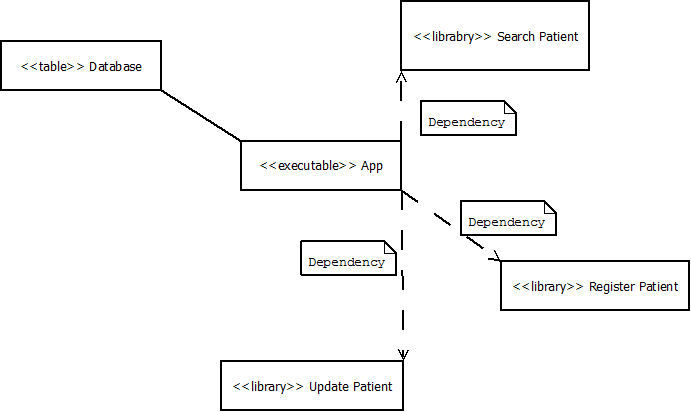 <<librabry>> Search Patient
<<table>> Database
Dependency
<<executable>> App
Dependency
Dependency
<<library>> Register Patient
<<library>> Update Patient